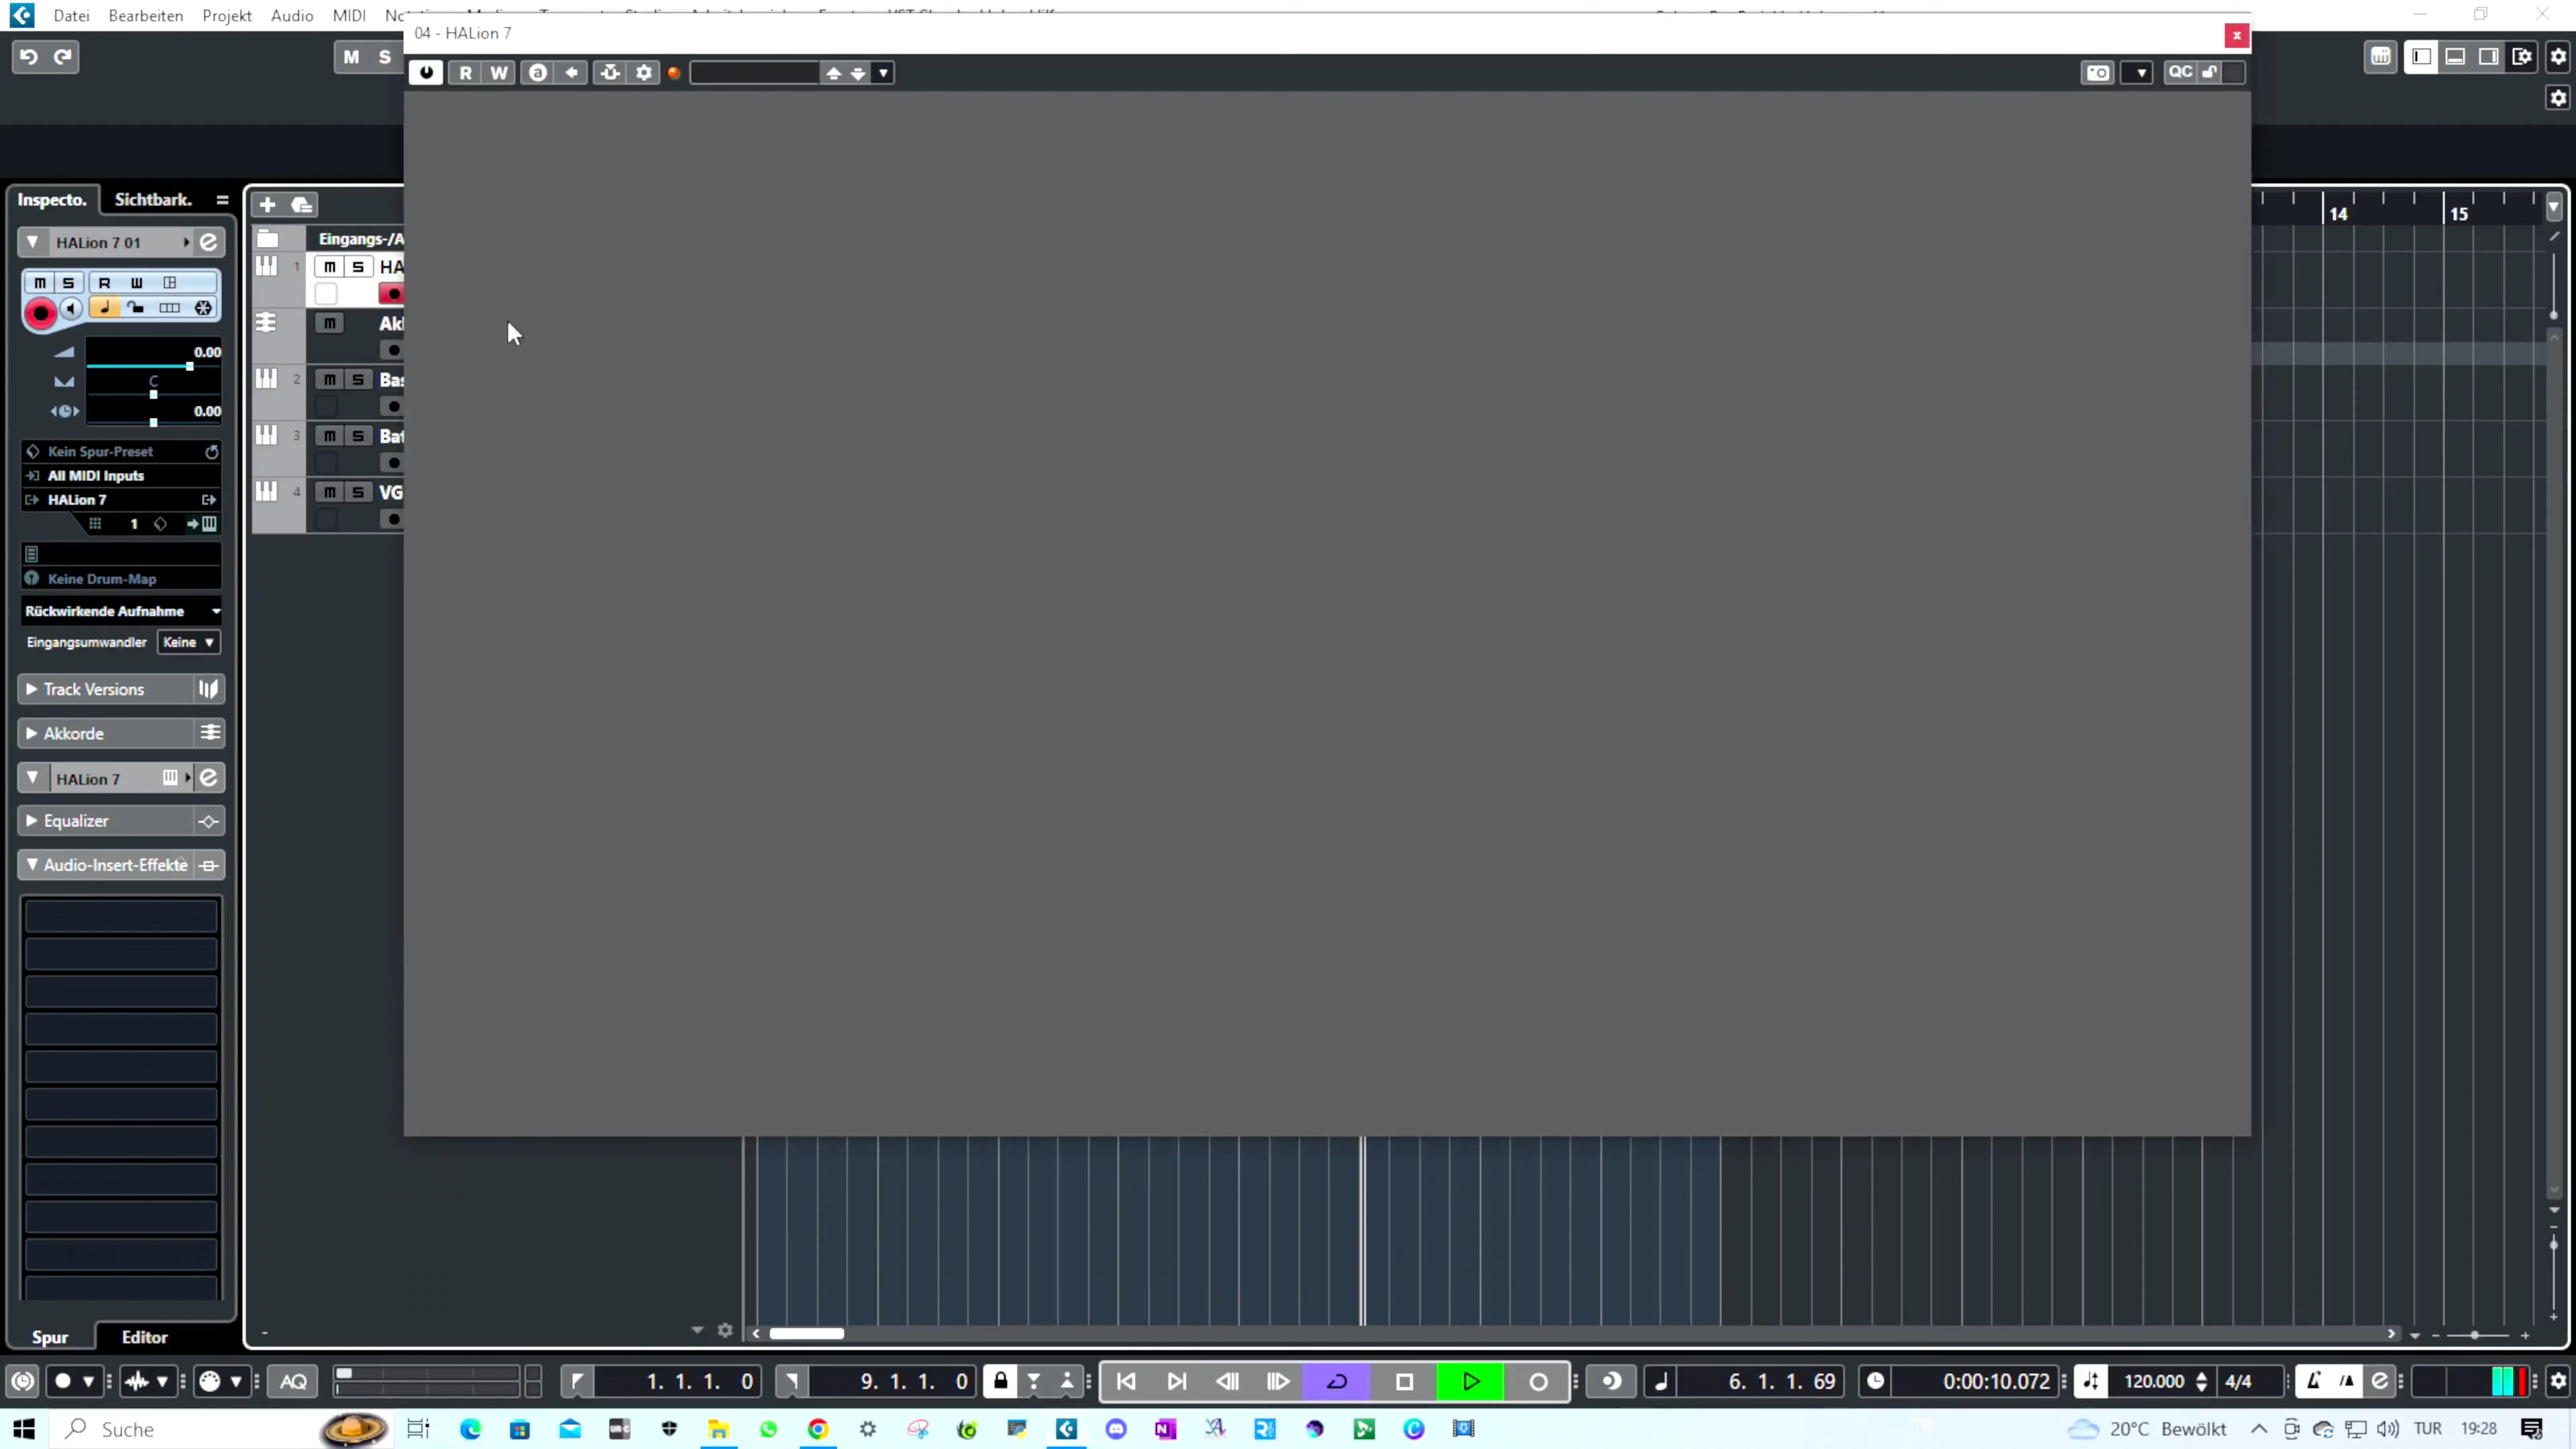 Datei Bearbeiten Projekt Audio MIDI
04 - HALion 7
M S
R W
QC
Inspecto. Sichtbark.
14 15
HALion 7 01
Eingangs-/A
m S R W
1 m S HA
m Ak
0.00
C
0.00
2 m S Bas
3 m S Bat
4 m S VG
Kein Spur-Preset
All MIDI Inputs
HALion 7
1
Keine Drum-Map
Rückwirkende Aufnahme
Eingangsumwandler Keine
Track Versions
Akkorde
HALion 7
Equalizer
Audio-Insert-Effekte
Spur Editor
AQ 1. 1. 1. 0 9. 1. 1. 0 6. 1. 1. 69 0:00:10.072 120.000 4/4
Suche 20°C Bewölkt TUR 19:28